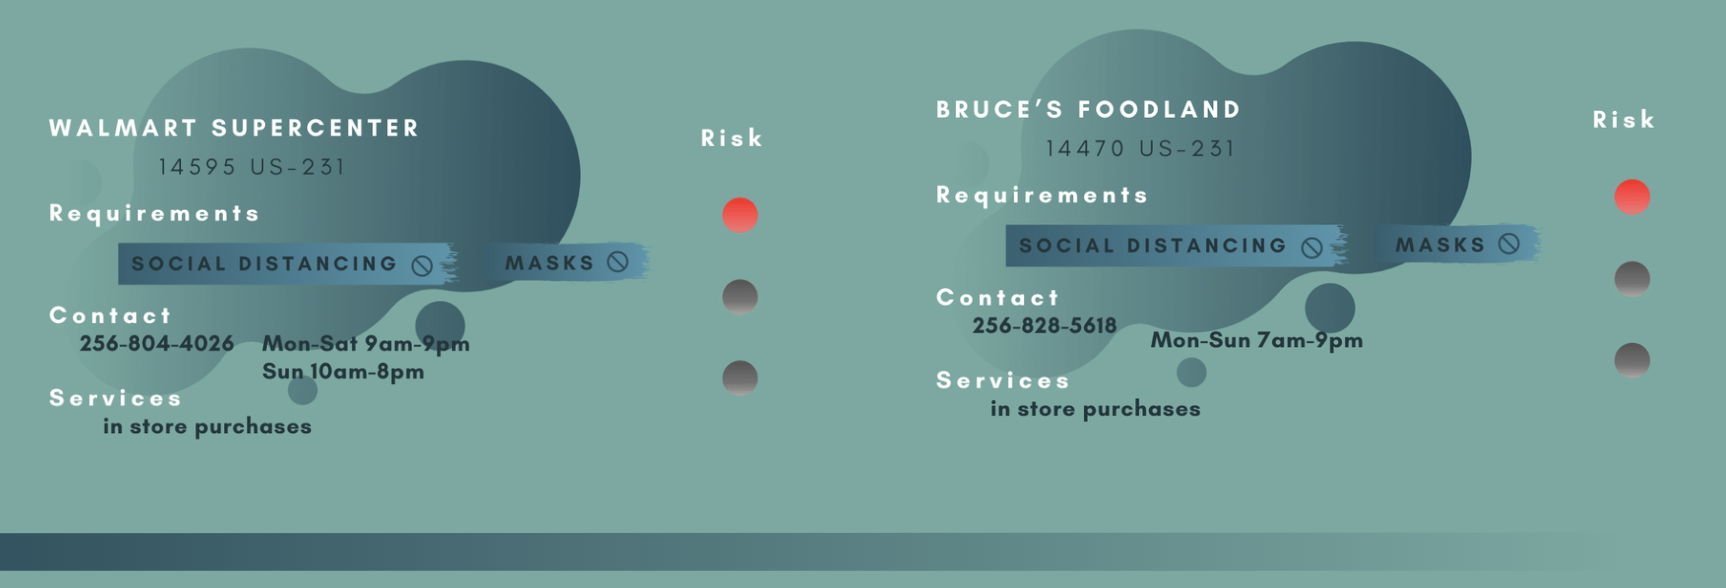 WALMART SUPERCENTER
14595 US-231
Risk
Requirements
SOCIAL DISTANCING
MASKS
Contact
256-804-4026
Mon-Sat 9am-9pm
Sun 10am-8pm
Services
in store purchases
BRUCE’S FOODLAND
14470 US-231
Risk
Requirements
SOCIAL DISTANCING
MASKS
Contact
256-828-5618
Mon-Sun 7am-9pm
Services
in store purchases